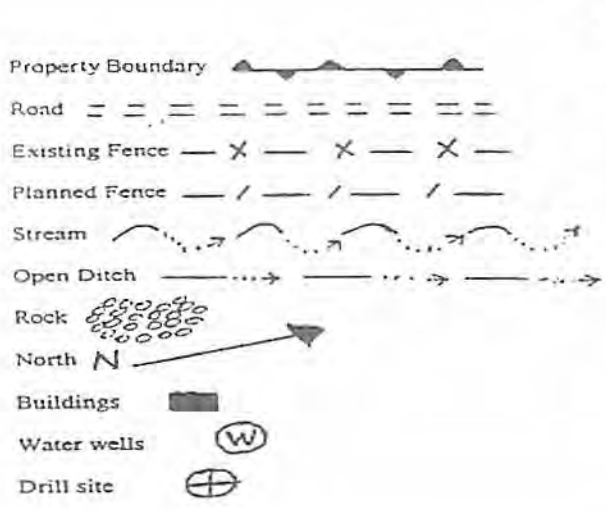 Property Boundary
Road
Existing Fence
Planned Fence
Stream
Open Ditch
Rock
North N
Buildings
Water wells W
Drill site